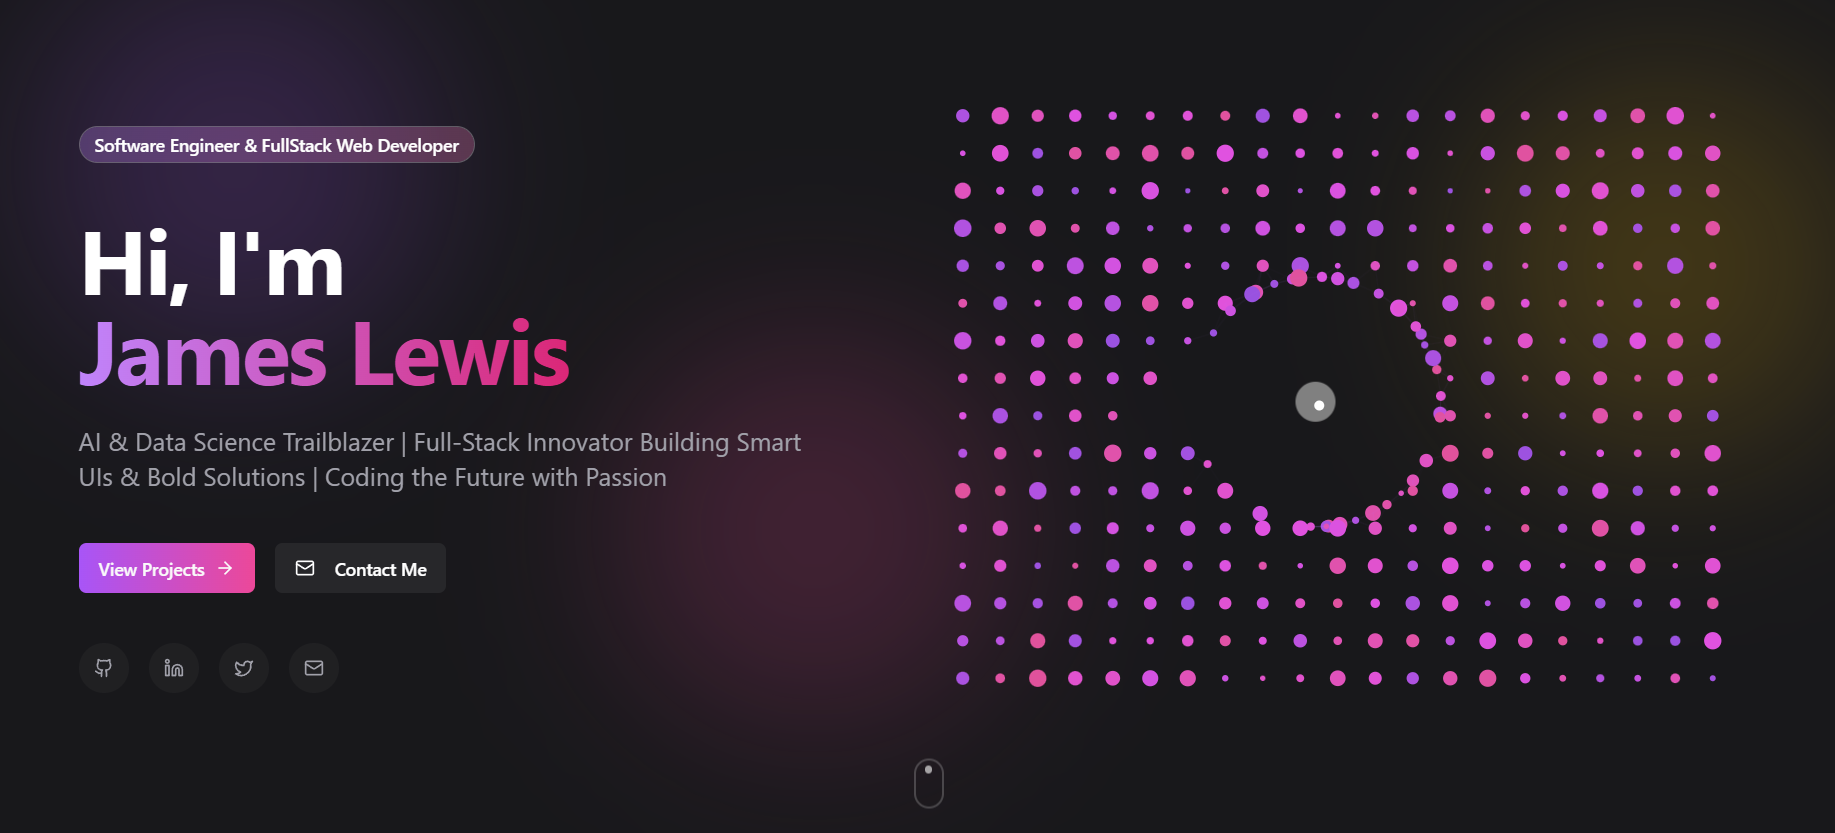 Software Engineer & FullStack Web Developer
Hi, I'm
James Lewis
AI & Data Science Trailblazer | Full-Stack Innovator Building Smart
UIs & Bold Solutions | Coding the Future with Passion
View Projects
Contact Me